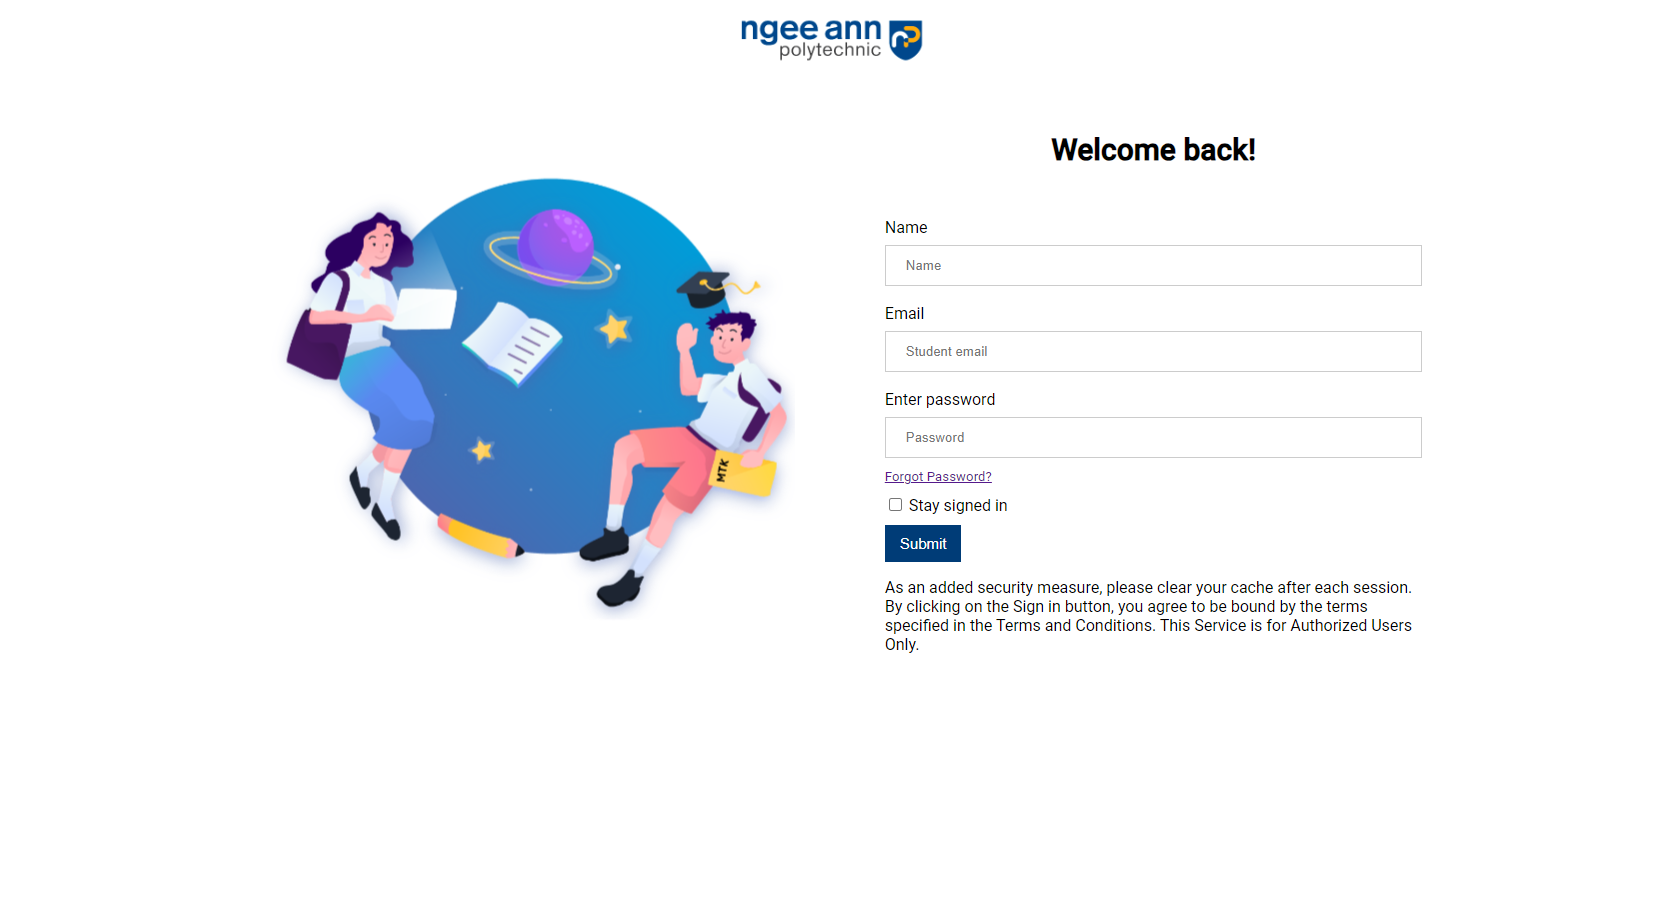 ngee ann
polytechnic
Welcome back!
Name
Name
Email
Student email
Enter password
Password
Forgot Password?
Stay signed in
Submit
As an added security measure, please clear your cache after each session.
By clicking on the Sign in button, you agree to be bound by the terms
specified in the Terms and Conditions. This Service is for Authorized Users
Only.
MTK